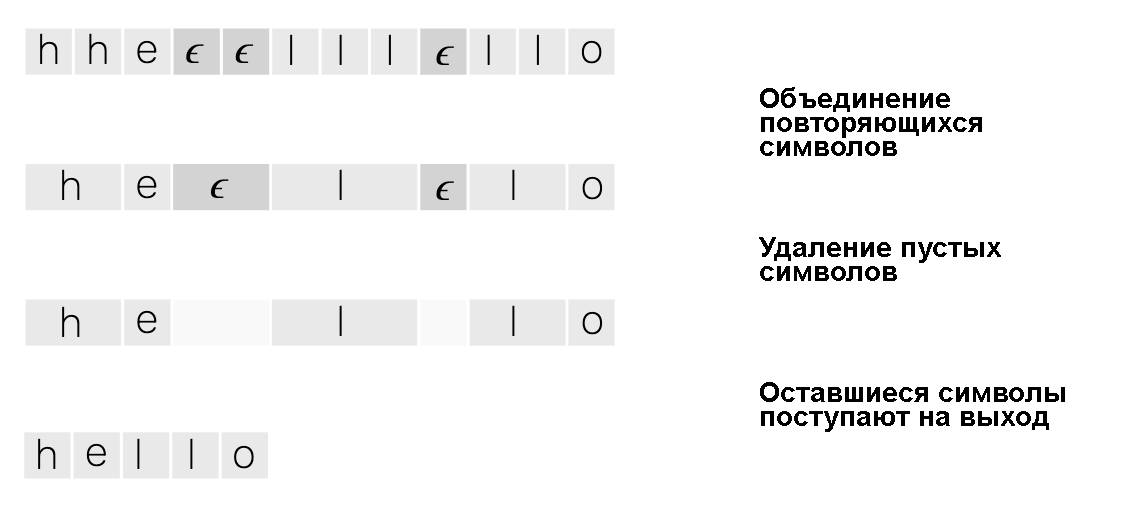 h h e ϵ ϵ l l l ϵ l l o
Объединение
повторяющихся
символов
h e ϵ l ϵ l o
Удаление пустых
символов
h e l l o
Оставшиеся символы
поступают на выход
h e l l o